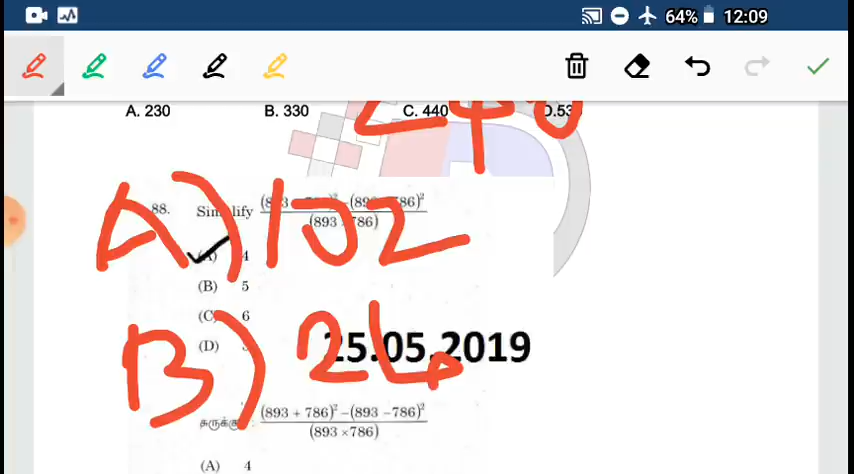 64% 12:09
A. 230 B. 330 C. 440 D.53
240
88. Simplify (893 + 786)² - (893 - 786)²
(893 × 786)
A) 102
(A) 4
(B) 5
(C) 6
(D)
B)
25.05.2019
சுருக்கு (893 + 786)² – (893 – 786)²
(893 ×786)
(A) 4